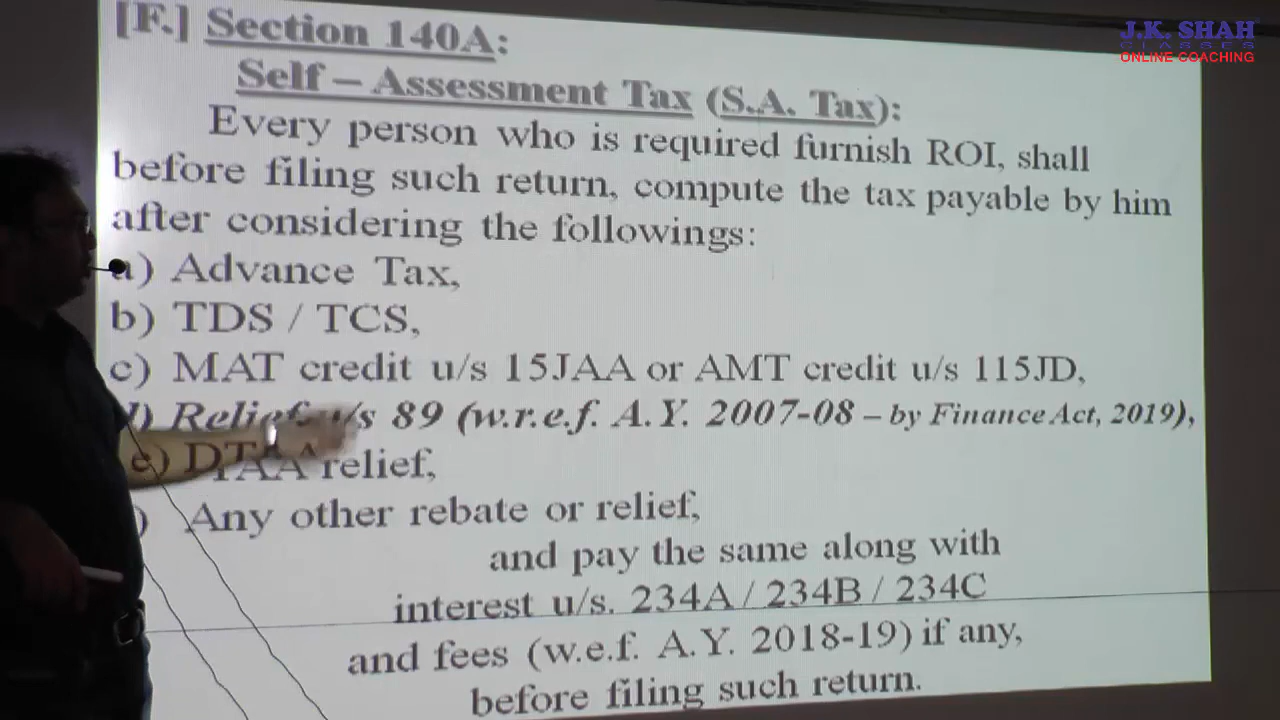 J.K. SHAH
CLASSES
ONLINE COACHING
[F.] Section 140A:
Self – Assessment Tax (S.A. Tax):
Every person who is required furnish ROI, shall
before filing such return, compute the tax payable by him
after considering the followings:
a) Advance Tax,
b) TDS / TCS,
c) MAT credit u/s 15JAA or AMT credit u/s 115JD,
d) Relief u/s 89 (w.r.e.f. A.Y. 2007-08 – by Finance Act, 2019),
e) DTAA relief,
) Any other rebate or relief,
and pay the same along with
interest u/s. 234A / 234B / 234C
and fees (w.e.f. A.Y. 2018-19) if any,
before filing such return.